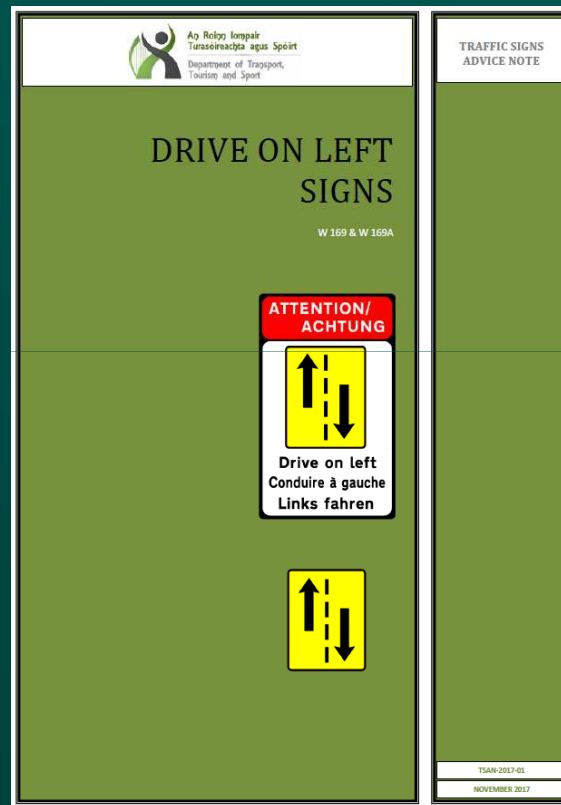 An Roinn Iompair
Turasóireachta agus Spóirt
Department of Transport,
Tourism and Sport
DRIVE ON LEFT
SIGNS
W 169 & W 169A
ATTENTION/
ACHTUNG
Drive on left
Conduire à gauche
Links fahren
TRAFFIC SIGNS
ADVICE NOTE
TSAN-2017-01
NOVEMBER 2017